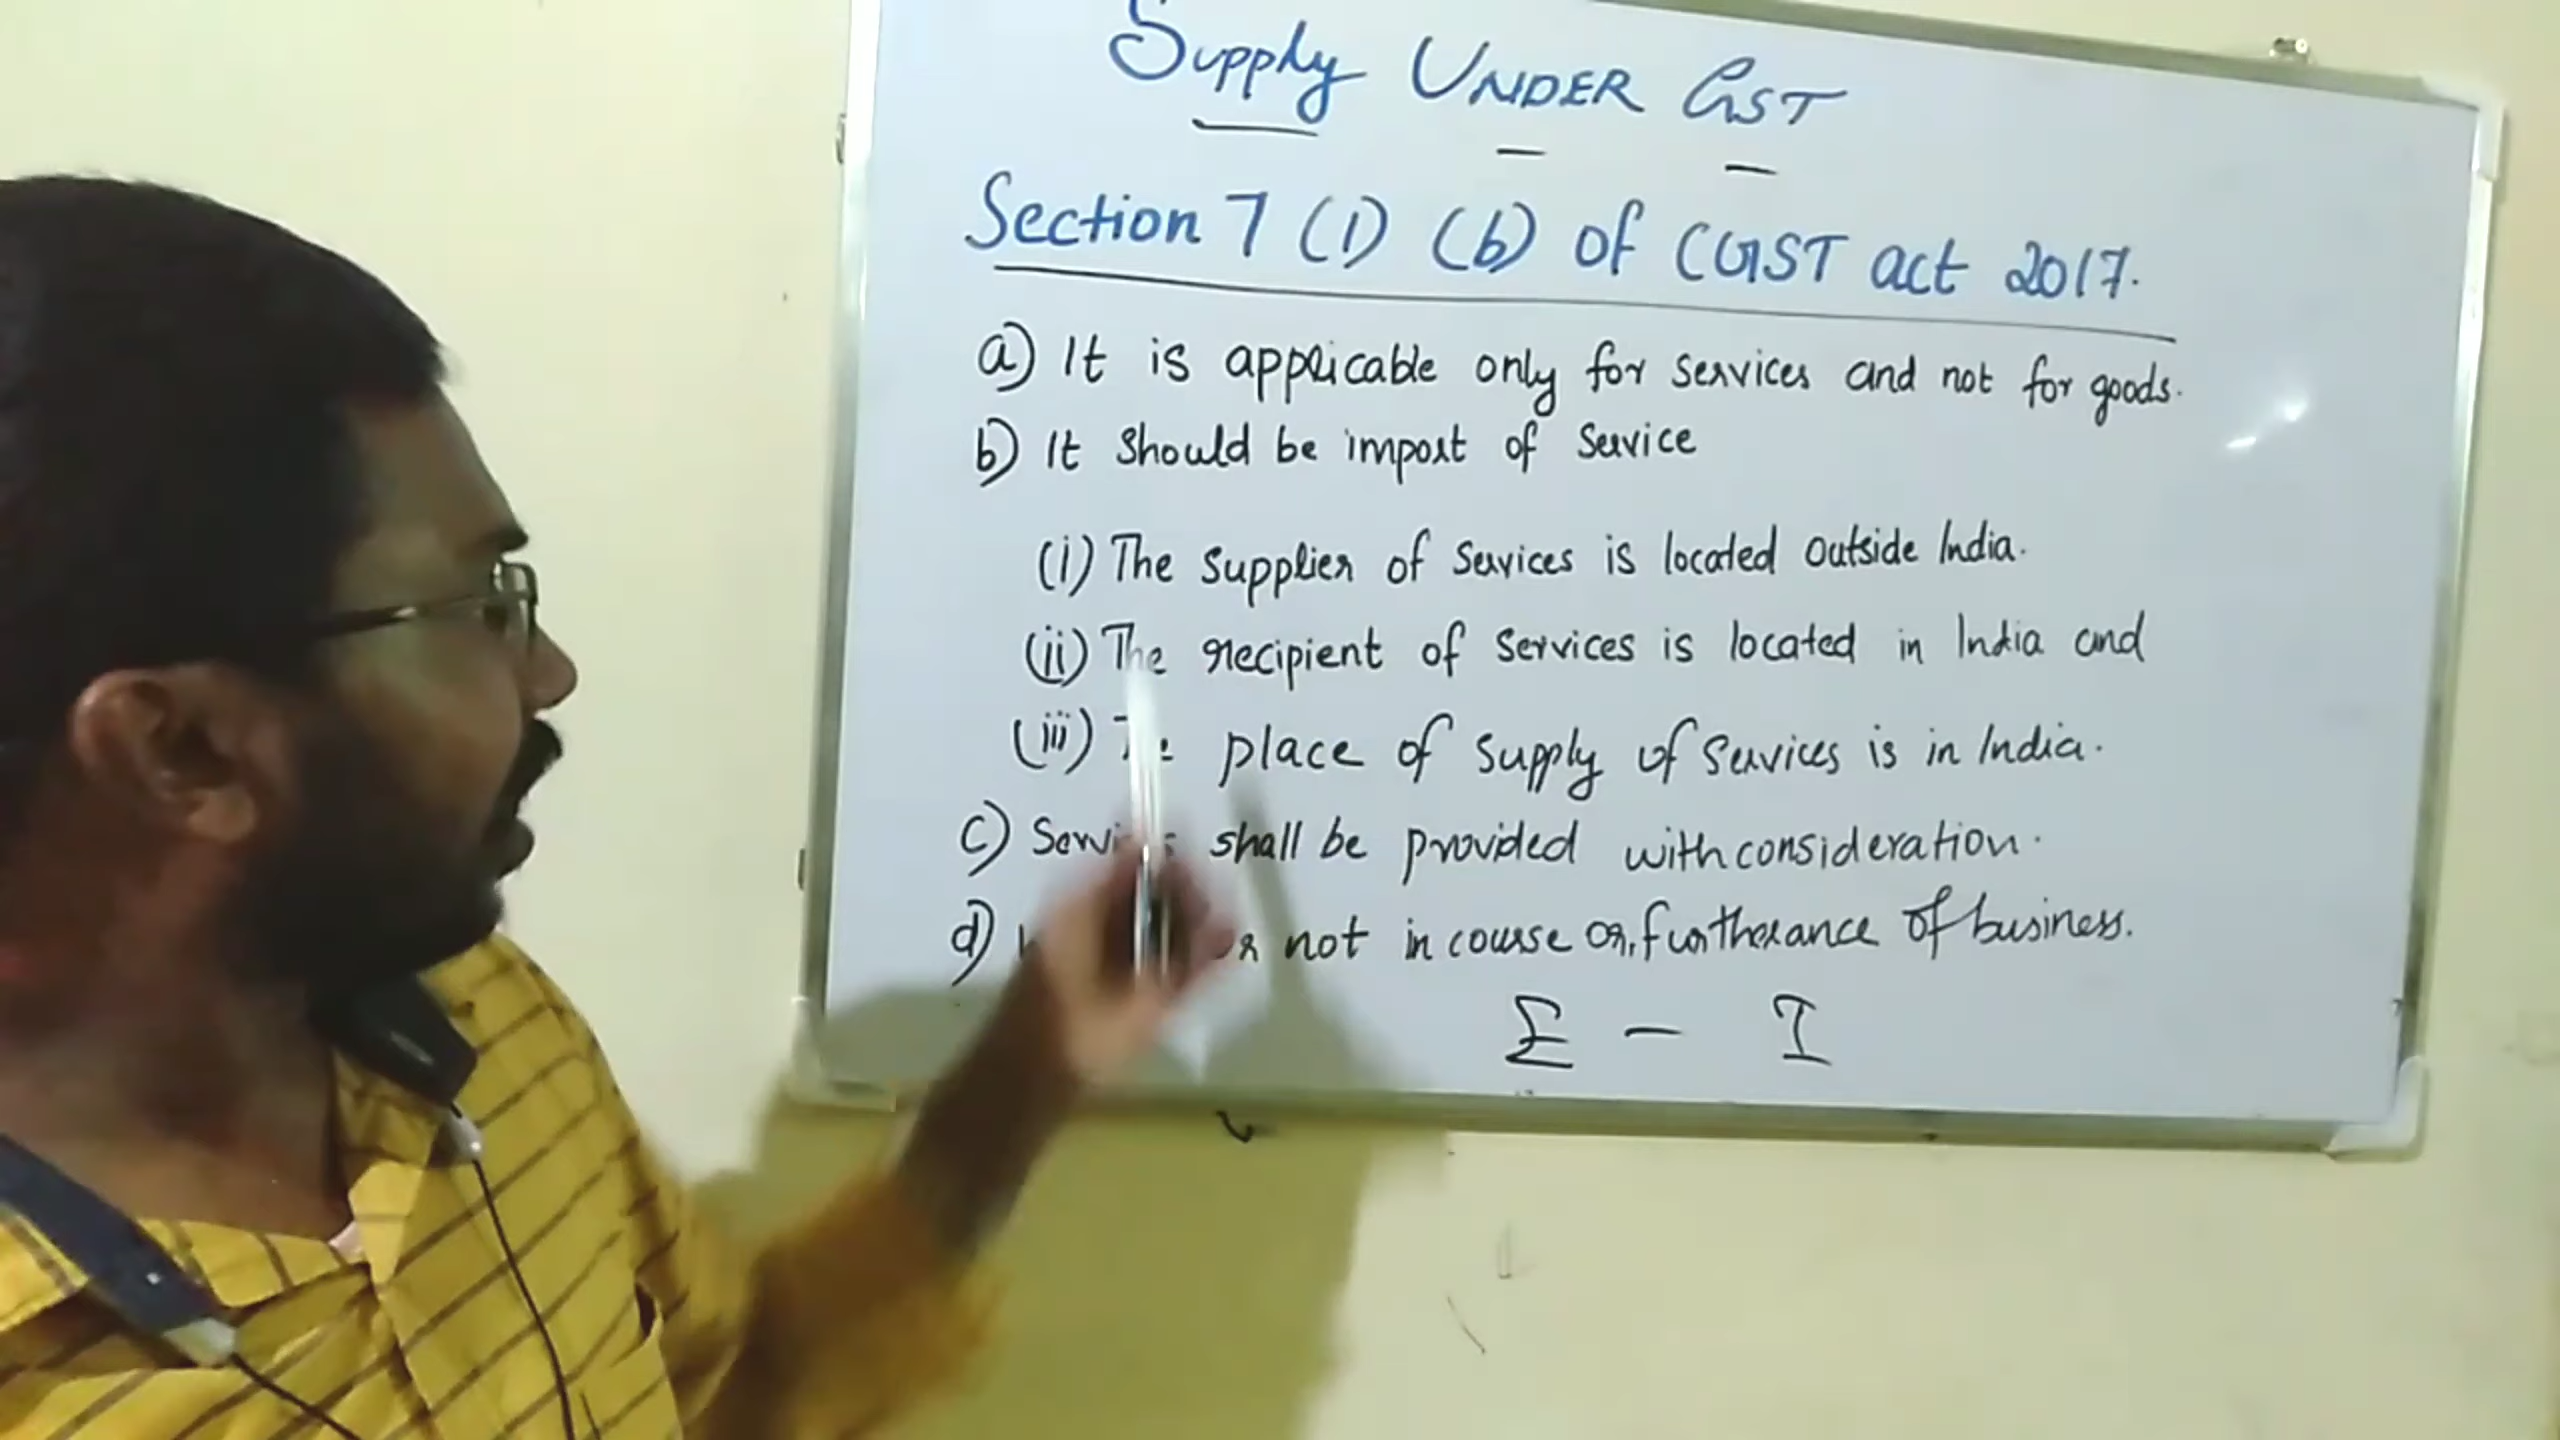 Supply UNDER GST
Section 7 (1) (b) of CGST act 2017.
a) It is applicable only for services and not for goods.
b) It should be import of service
(i) The supplier of services is located outside India.
(ii) The recipient of services is located in India and
(iii) place of supply of services is in India.
c) shall be provided with consideration.
d) not in course or furtherance of business.
I